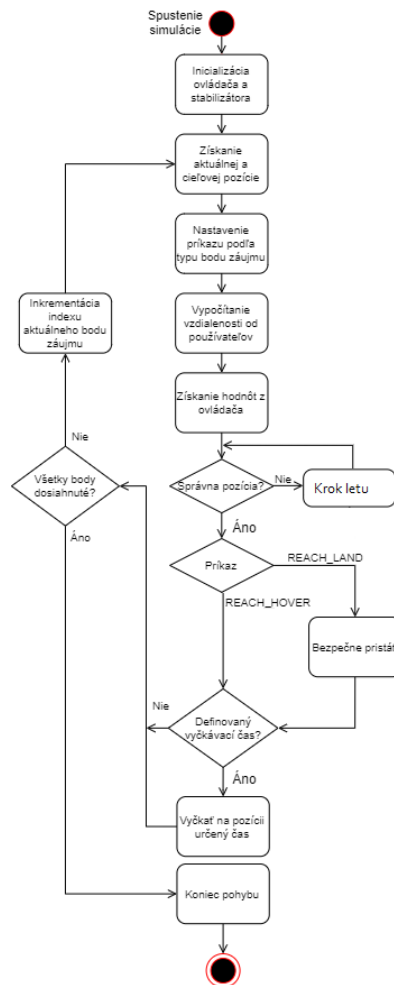 Spustenie
simulácie
Inicializácia
ovládača a
stabilizátora
Získanie
aktuálnej a
cieľovej pozície
Nastavenie
príkazu podľa
typu bodu záujmu
Inkrementácia
indexu
aktuálneho bodu
záujmu
Vypočítanie
vzdialenosti od
používateľov
Získanie hodnôt z
ovládača
Nie
Všetky body
dosiahnuté?
Správna pozícia?
Nie
Krok letu
Áno
Áno
Príkaz
REACH_LAND
REACH_HOVER
Bezpečne pristáť
Nie
Definovaný
vyčkávací čas?
Áno
Vyčkať na pozícii
určený čas
Koniec pohybu